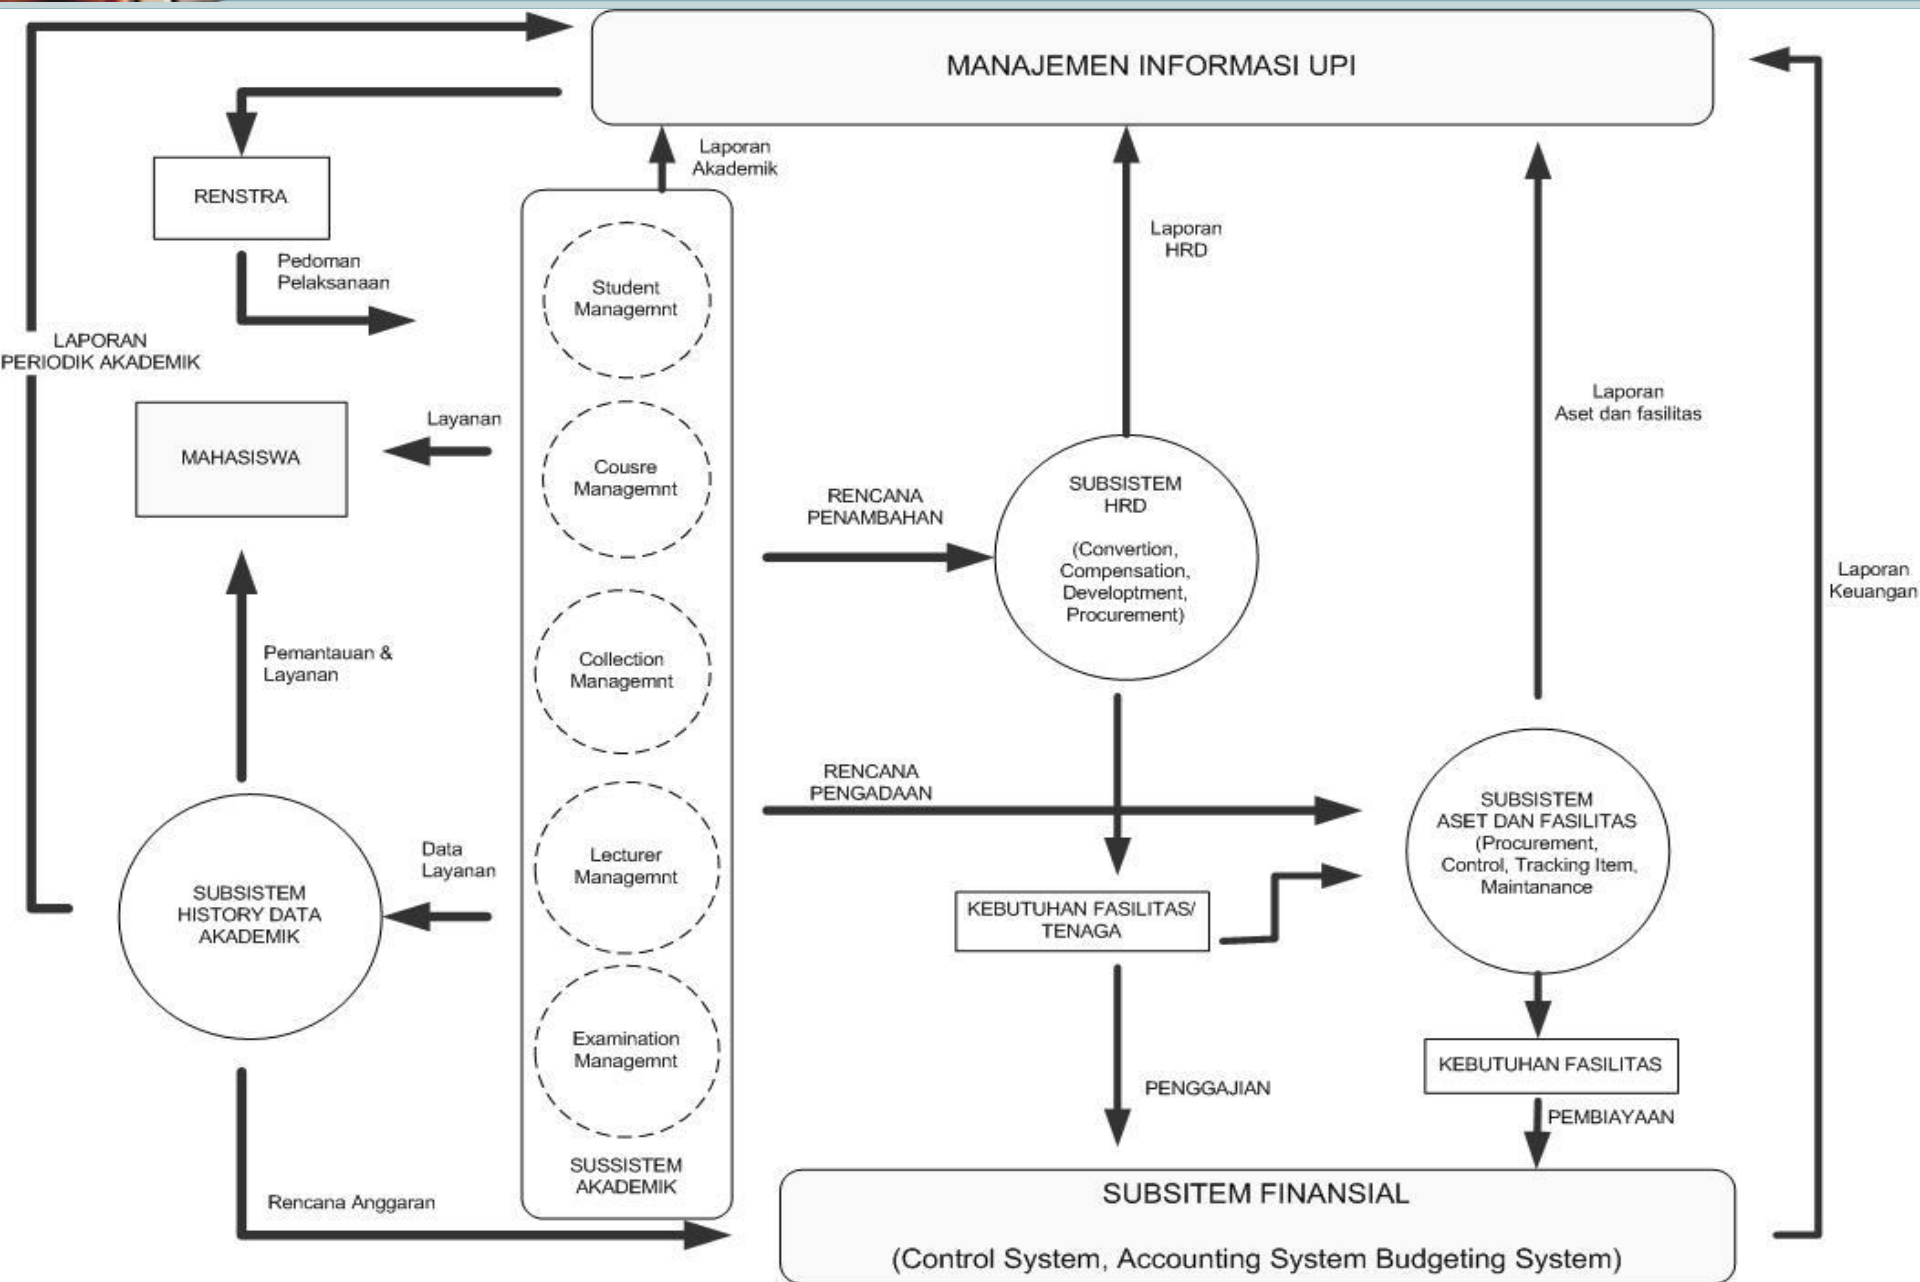 MANAJEMEN INFORMASI UPI
Laporan
Akademik
RENSTRA
Pedoman
Pelaksanaan
LAPORAN
PERIODIK AKADEMIK
MAHASISWA
Layanan
Pemantauan &
Layanan
SUBSISTEM
HISTORY DATA
AKADEMIK
Data
Layanan
Rencana Anggaran
Student
Managemnt
Cousre
Managemnt
Collection
Managemnt
Lecturer
Managemnt
Examination
Managemnt
SUSSISTEM
AKADEMIK
RENCANA
PENAMBAHAN
RENCANA
PENGADAAN
Laporan
HRD
SUBSISTEM
HRD
(Convertion,
Compensation,
Developtment,
Procurement)
KEBUTUHAN FASILITAS/
TENAGA
PENGGAJIAN
Laporan
Aset dan fasilitas
SUBSISTEM
ASET DAN FASILITAS
(Procurement,
Control, Tracking Item,
Maintanance
KEBUTUHAN FASILITAS
PEMBIAYAAN
Laporan
Keuangan
SUBSITEM FINANSIAL
(Control System, Accounting System Budgeting System)